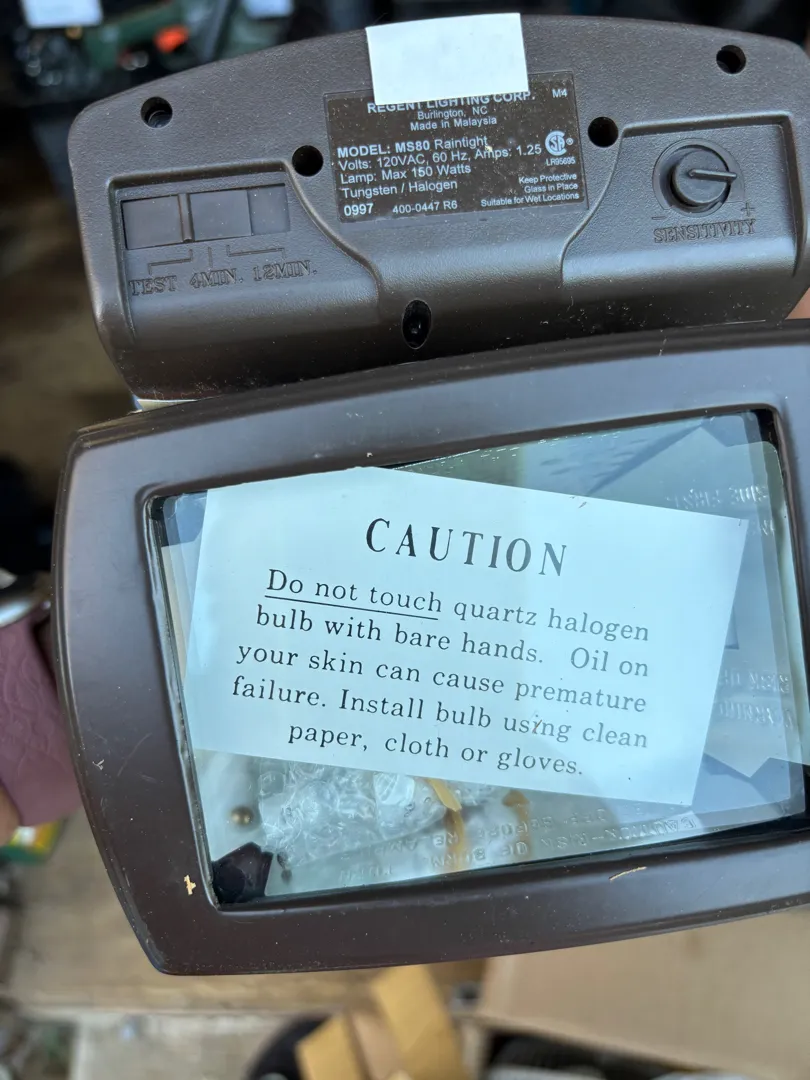 REGENT LIGHTING CORP. M4
Burlington, NC
Made in Malaysia
MODEL: MS80 Raintight
Volts: 120VAC, 60 Hz, Amps: 1.25
Lamp: Max 150 Watts
Tungsten / Halogen
0997 400-0447 R6
LR95695
Keep Protective
Glass in Place
Suitable for Wet Locations
TEST 4MIN. 12MIN.
- +
SENSITIVITY
CAUTION
Do not touch quartz halogen
bulb with bare hands. Oil on
your skin can cause premature
failure. Install bulb using clean
paper, cloth or gloves.